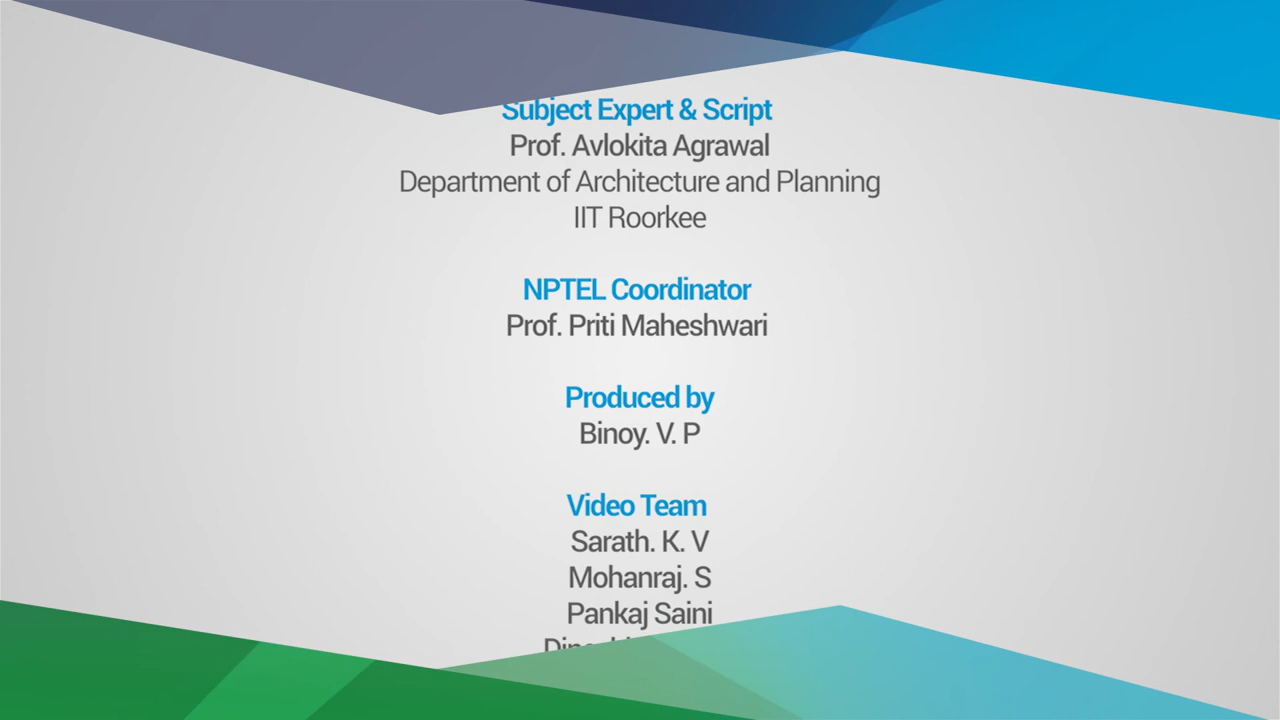 Subject Expert & Script
Prof. Avlokita Agrawal
Department of Architecture and Planning
IIT Roorkee
NPTEL Coordinator
Prof. Priti Maheshwari
Produced by
Binoy. V. P
Video Team
Sarath. K. V
Mohanraj. S
Pankaj Saini